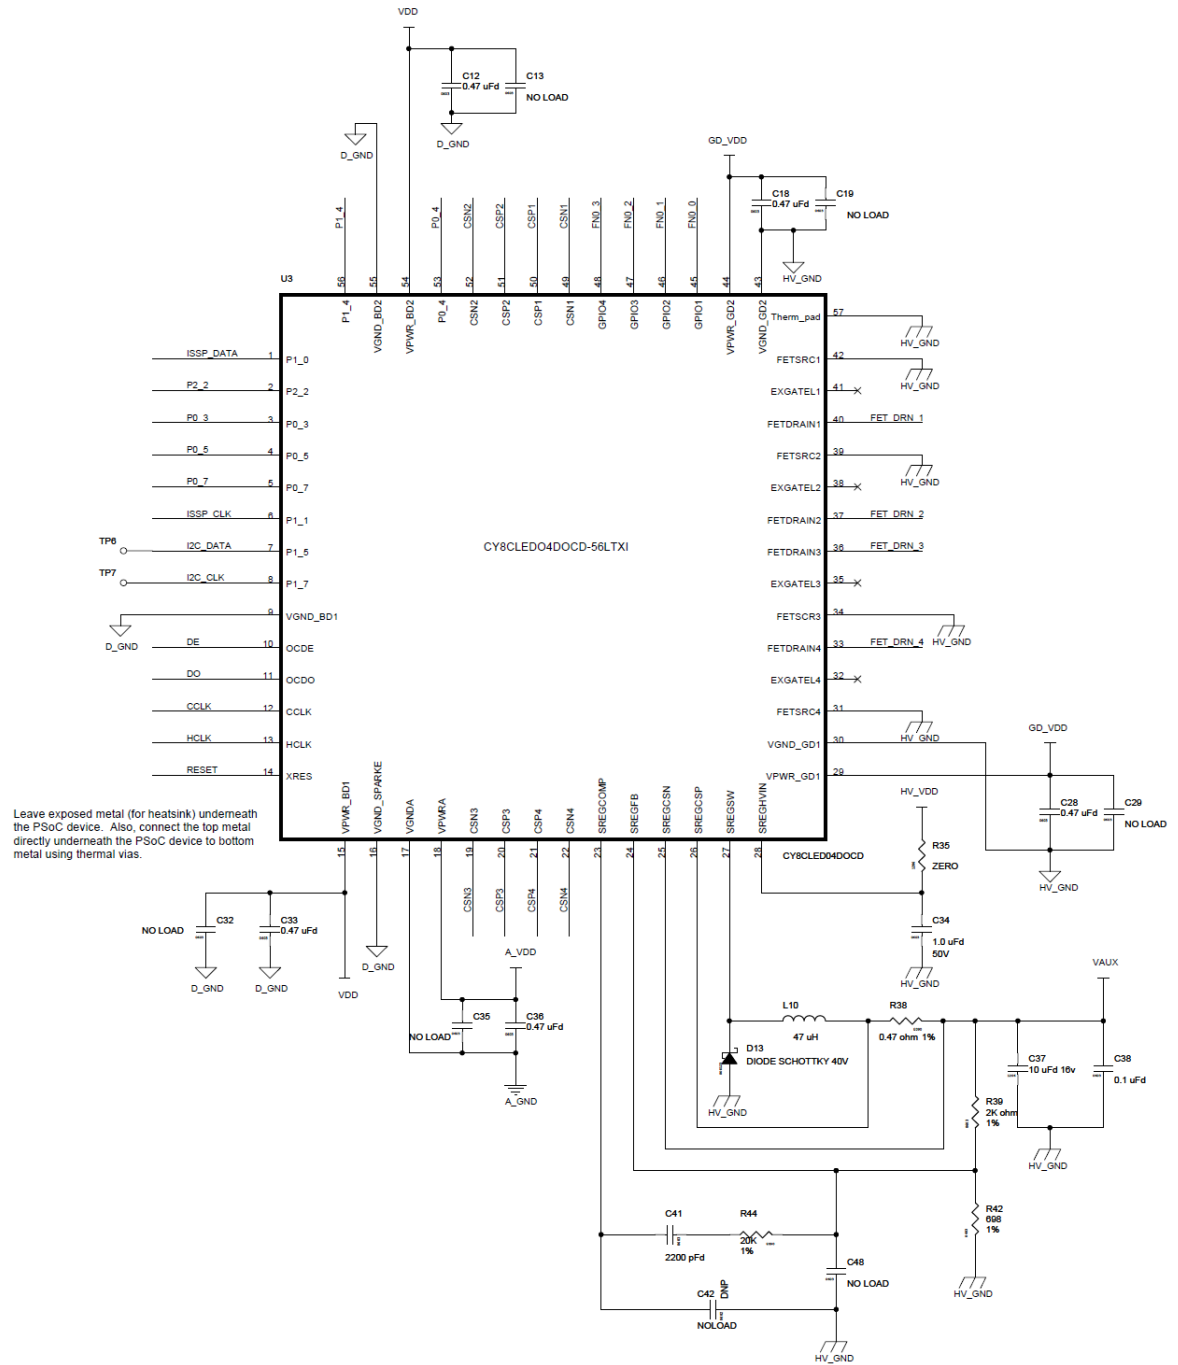 VDD
C12
0.47 uFd
C13
NO LOAD
D_GND
D_GND
GD_VDD
C18
0.47 uFd
C19
NO LOAD
HV_GND
P1_4
P0_4
CSN2
CSP2
CSP1
CSN1
FN0_3
FN0_2
FN0_1
FN0_0
U3
56
55
54
53
52
51
50
49
48
47
46
45
44
43
P1_4
VGND_BD2
VPWR_BD2
P0_4
CSN2
CSP2
CSP1
CSN1
GPIO4
GPIO3
GPIO2
GPIO1
VPWR_GD2
VGND_GD2
Therm_pad 57
HV_GND
ISSP_DATA 1 P1_0
FETSRC1 42
HV_GND
P2_2 2 P2_2
EXGATEL1 41
P0_3 3 P0_3
FETDRAIN1 40 FET_DRN_1
P0_5 4 P0_5
FETSRC2 39
HV_GND
P0_7 5 P0_7
EXGATEL2 38
ISSP_CLK 6 P1_1
FETDRAIN2 37 FET_DRN_2
TP6 I2C_DATA 7 P1_5
CY8CLEDO4DOCD-56LTXI
FETDRAIN3 36 FET_DRN_3
TP7 I2C_CLK 8 P1_7
EXGATEL3 35
9 VGND_BD1
D_GND
FETSCR3 34
HV_GND
DE 10 OCDE
FETDRAIN4 33 FET_DRN_4
DO 11 OCDO
EXGATEL4 32
CCLK 12 CCLK
FETSRC4 31
HV_GND
HCLK 13 HCLK
VGND_GD1 30
RESET 14 XRES
VPWR_GD1 29
GD_VDD
C28
0.47 uFd
C29
NO LOAD
HV_GND
Leave exposed metal (for heatsink) underneath
the PSoC device. Also, connect the top metal
directly underneath the PSoC device to bottom
metal using thermal vias.
VPWR_BD1
VGND_SPARKE
VGNDA
VPWRA
CSN3
CSP3
CSP4
CSN4
SREGCOMP
SREGFB
SREGCSN
SREGCSP
SREGSW
SREGHVIN
15
16
17
18
19
20
21
22
23
24
25
26
27
28
CY8CLED04DOCD
HV_VDD
R35
ZERO
C34
1.0 uFd
50V
HV_GND
CSN3
CSP3
CSP4
CSN4
C32
NO LOAD
C33
0.47 uFd
D_GND
D_GND
VDD
D_GND
A_VDD
C35
NO LOAD
C36
0.47 uFd
A_GND
VAUX
L10
47 uH
R38
0.47 ohm 1%
D13
DIODE SCHOTTKY 40V
HV_GND
C37
10 uFd 16v
C38
0.1 uFd
HV_GND
R39
2K ohm
1%
R42
698
1%
HV_GND
C41
2200 pFd
R44
20K
1%
C48
NO LOAD
C42
DNP
NOLOAD
HV_GND